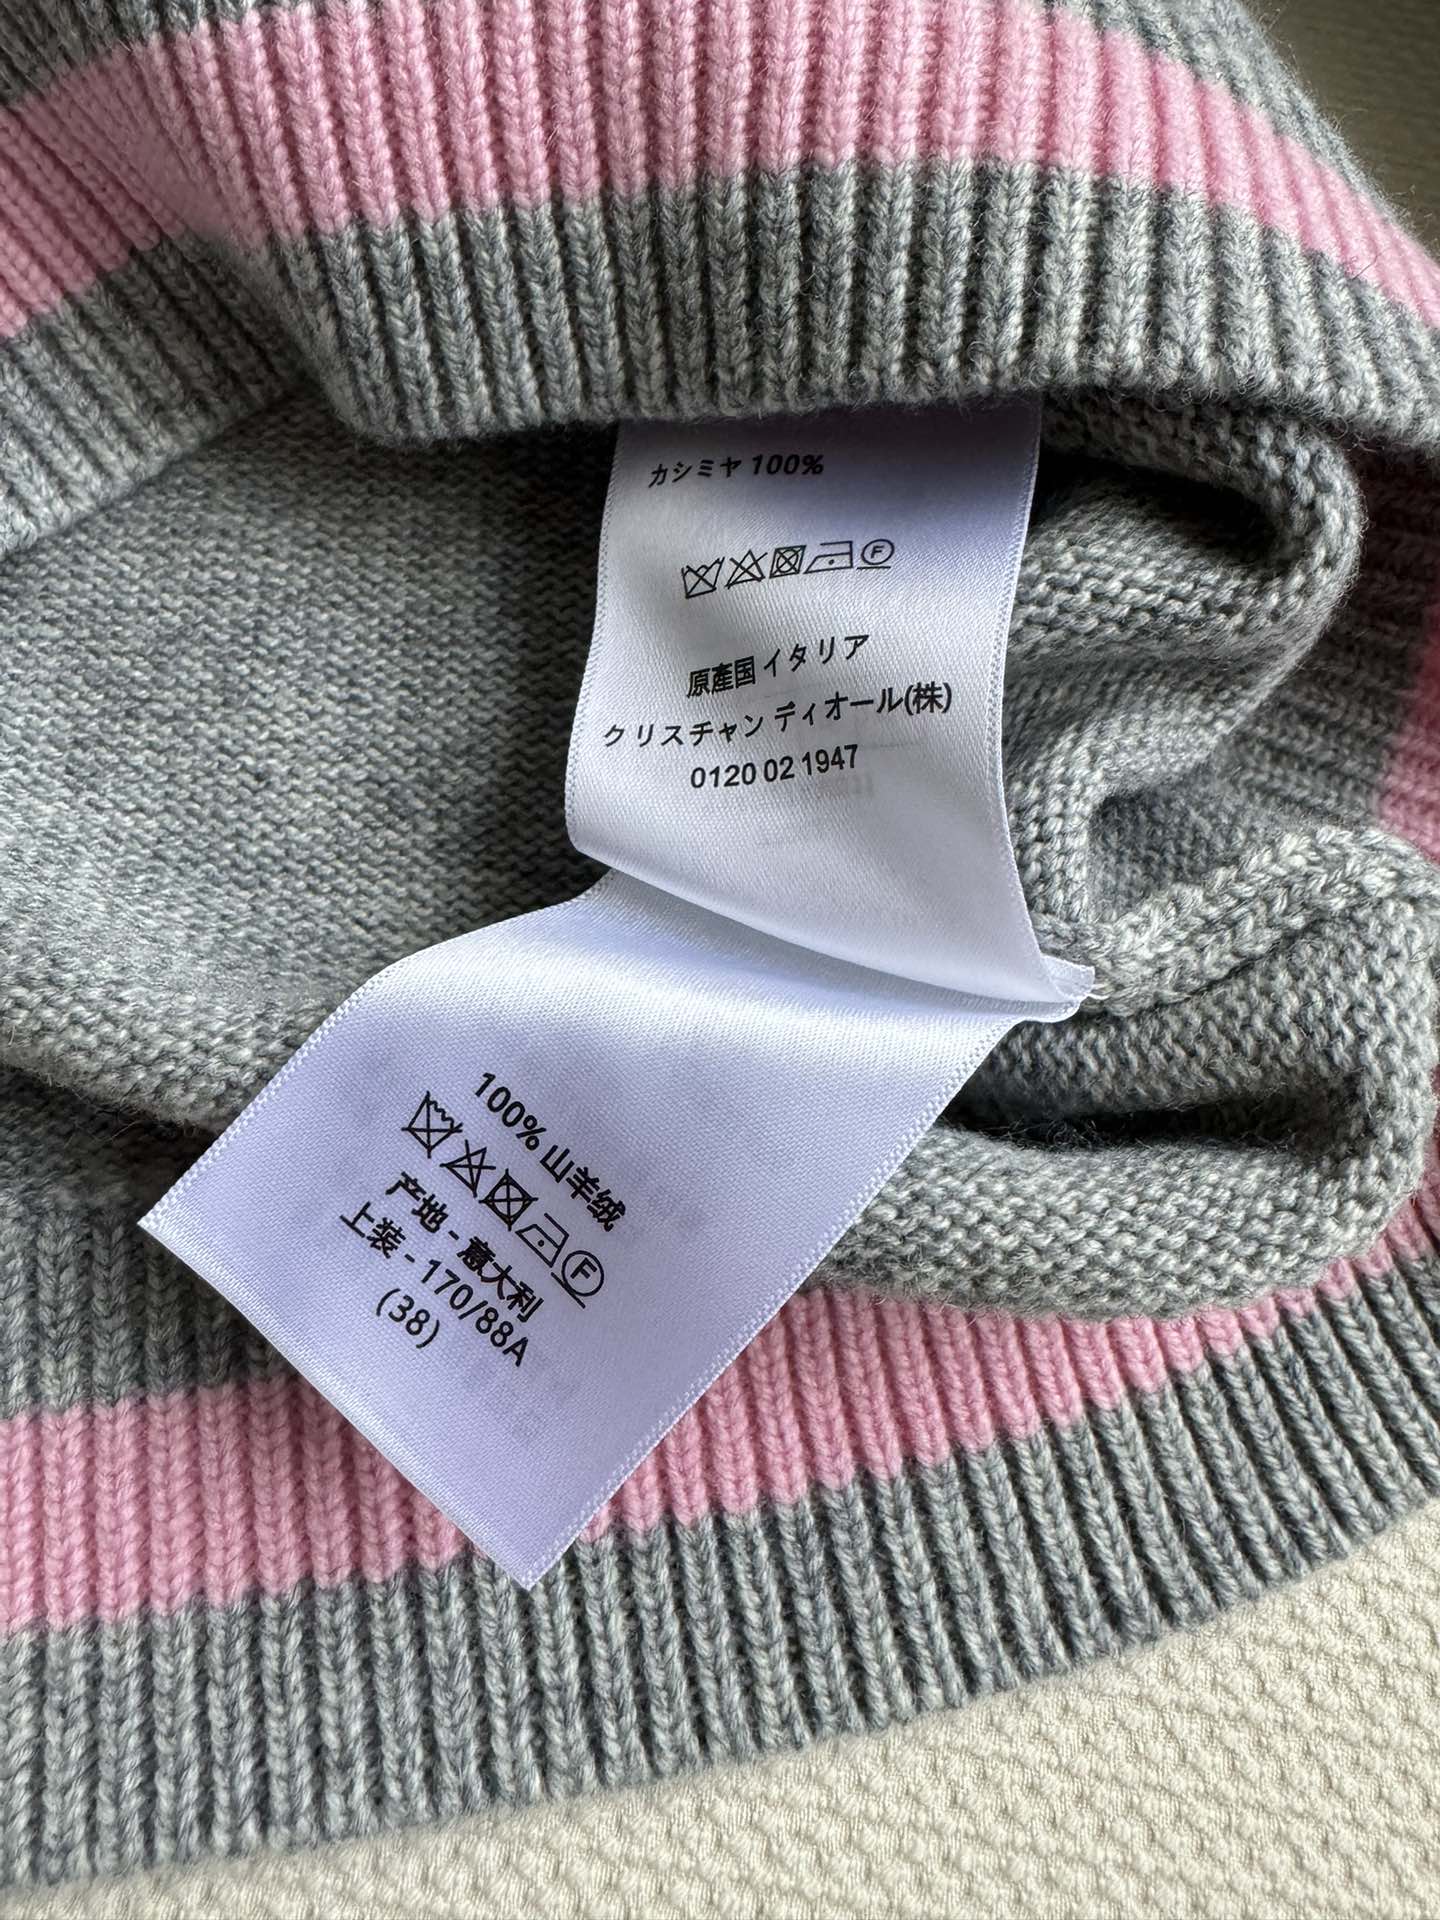 カシミヤ 100%
F
原産国 イタリア
クリスチャン ディオール(株)
0120 02 1947
100% 山羊绒
F
产地 - 意大利
上装 - 170/88A
(38)